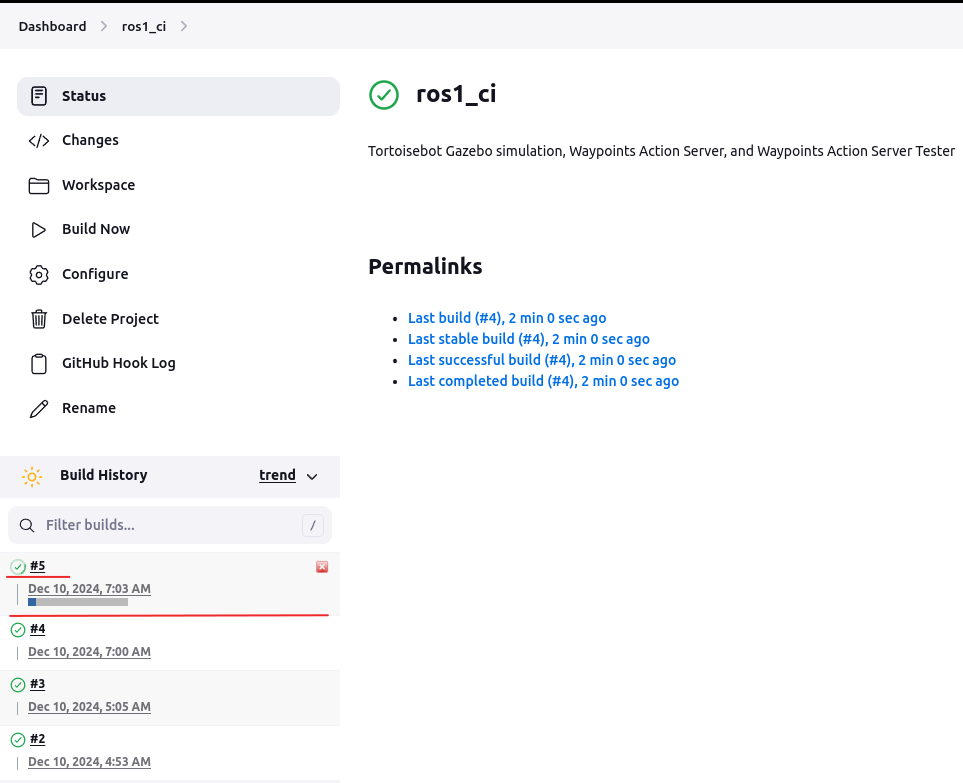 Dashboard ros1_ci
Status
Changes
Workspace
Build Now
Configure
Delete Project
GitHub Hook Log
Rename
ros1_ci
Tortoisebot Gazebo simulation, Waypoints Action Server, and Waypoints Action Server Tester
Permalinks
Last build (#4), 2 min 0 sec ago
Last stable build (#4), 2 min 0 sec ago
Last successful build (#4), 2 min 0 sec ago
Last completed build (#4), 2 min 0 sec ago
Build History trend
Filter builds... /
#5
Dec 10, 2024, 7:03 AM
#4
Dec 10, 2024, 7:00 AM
#3
Dec 10, 2024, 5:05 AM
#2
Dec 10, 2024, 4:53 AM